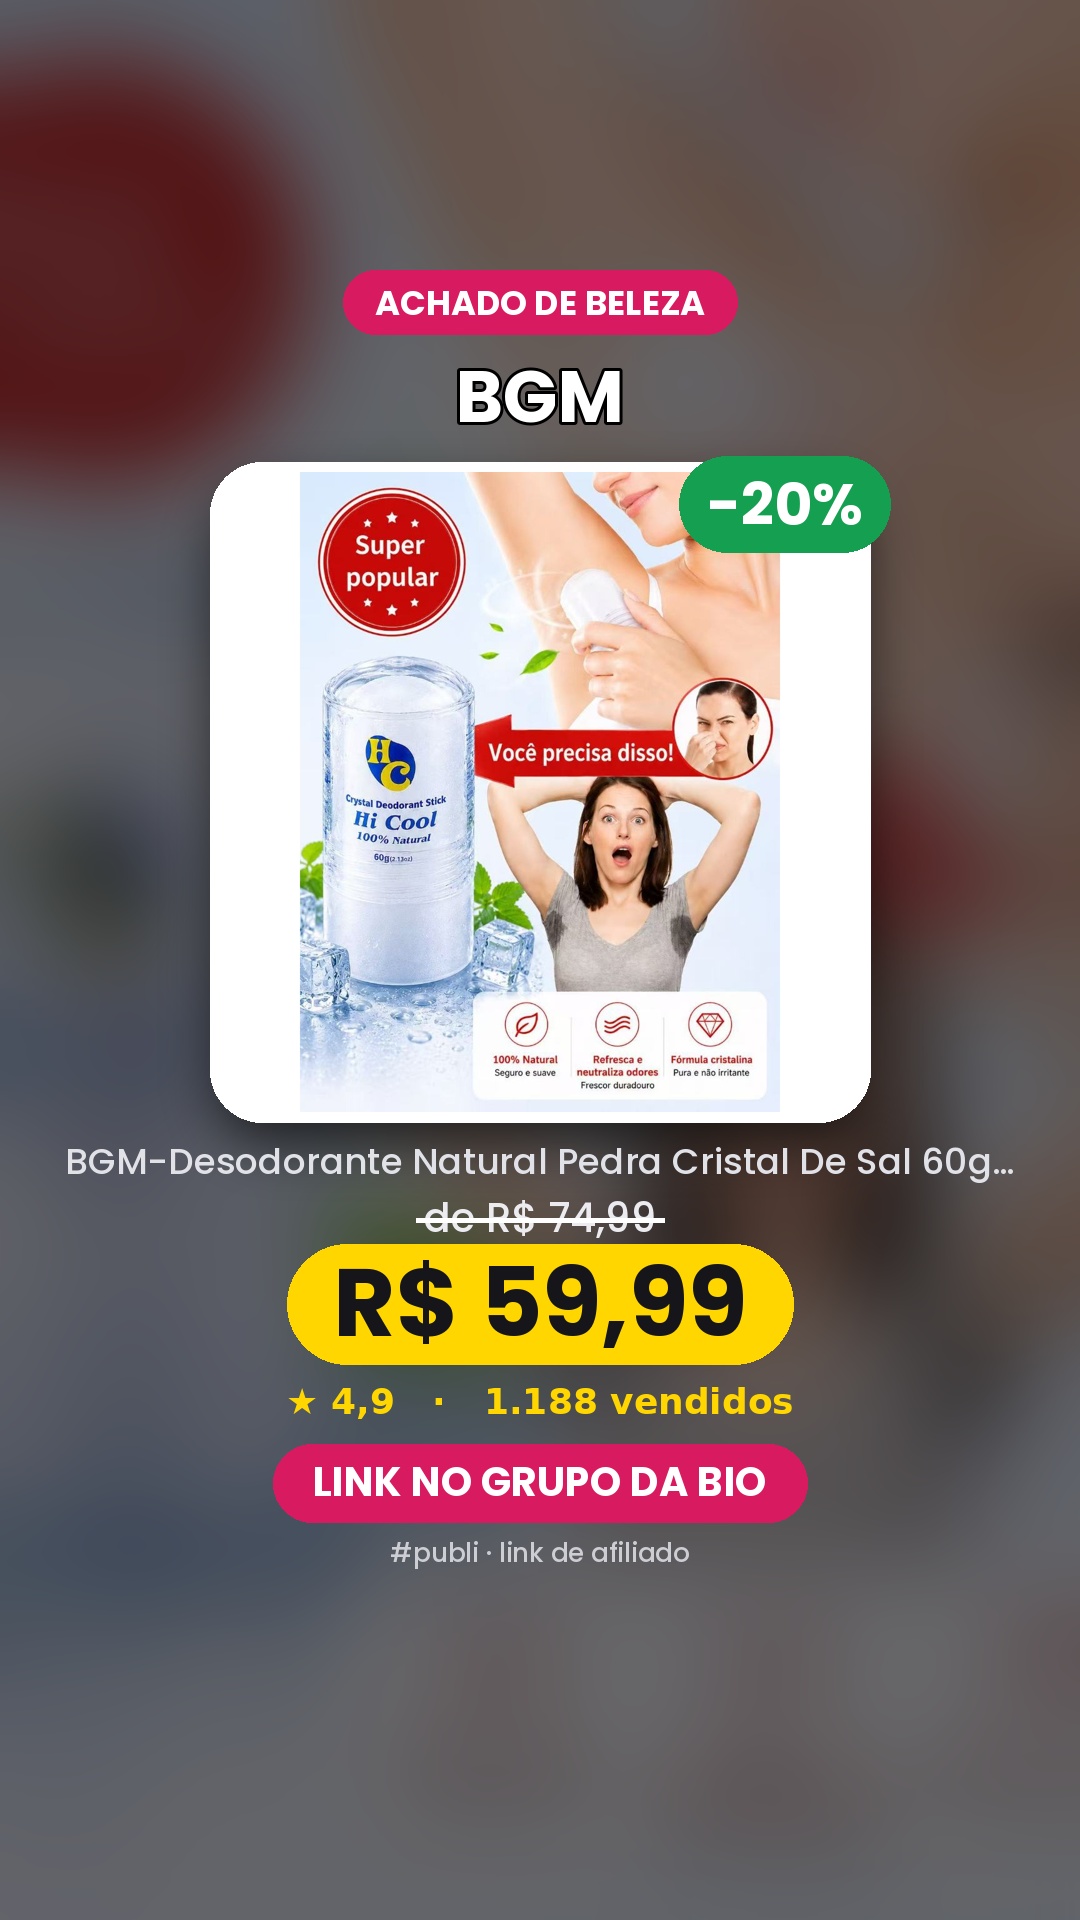 ACHADO DE BELEZA
BGM
-20%
Super
popular
Você precisa disso!
HC
Crystal Deodorant Stick
Hi Cool
100% Natural
60g(2.13oz)
100% Natural
Seguro e suave
Refresca e
neutraliza odores
Frescor duradouro
Fórmula cristalina
Pura e não irritante
BGM-Desodorante Natural Pedra Cristal De Sal 60g...
de R$ 74,99
R$ 59,99
★ 4,9 · 1.188 vendidos
LINK NO GRUPO DA BIO
#publi · link de afiliado